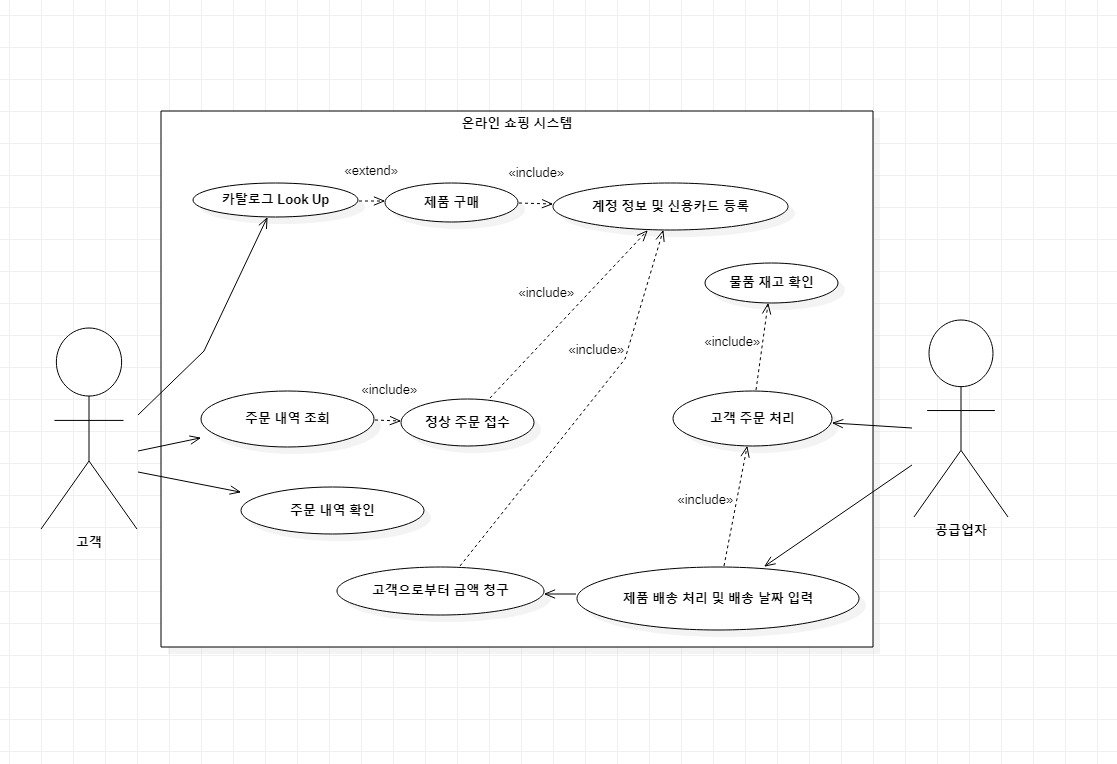 온라인 쇼핑 시스템
«extend»
«include»
카탈로그 Look Up
제품 구매
계정 정보 및 신용카드 등록
물품 재고 확인
«include»
«include»
«include»
«include»
주문 내역 조회
정상 주문 접수
고객 주문 처리
«include»
주문 내역 확인
고객
공급업자
고객으로부터 금액 청구
제품 배송 처리 및 배송 날짜 입력